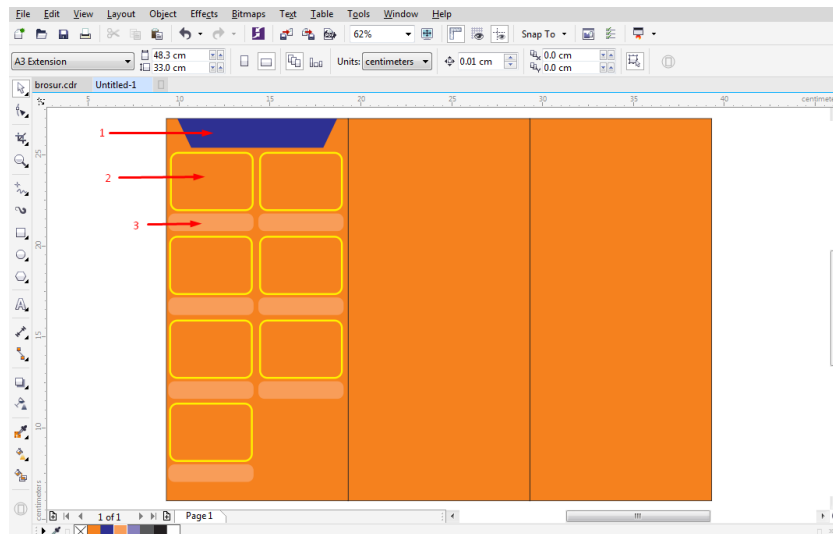 File Edit View Layout Object Effects Bitmaps Text Table Tools Window Help
62% Snap To
A3 Extension 48.3 cm 33.0 cm Units: centimeters 0.01 cm 0.0 cm 0.0 cm
brosur.cdr Untitled-1
5 10 15 20 25 30 35 40 centimete
1
25
2
3
20
15
10
centimeters
1 of 1 Page 1